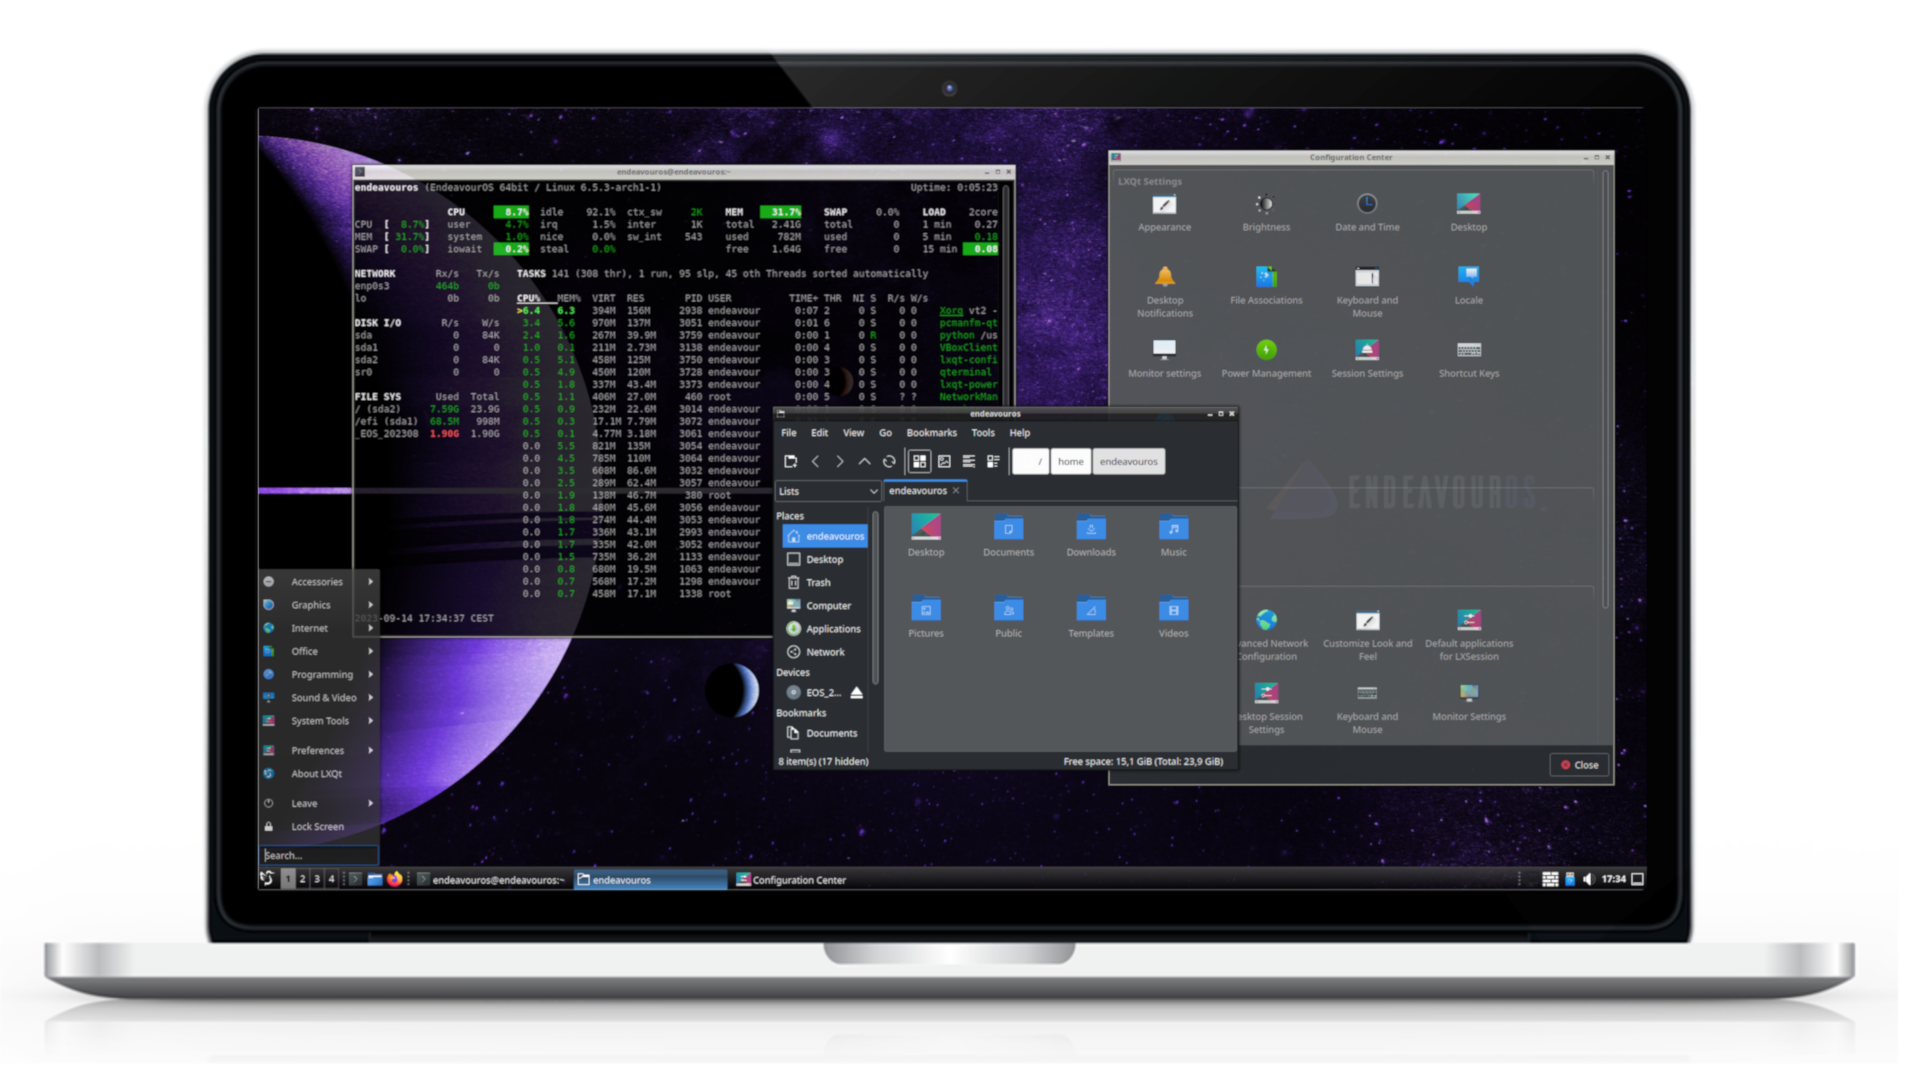 endeavouros@endeavouros:~
endeavouros (EndeavourOS 64bit / Linux 6.5.3-arch1-1) Uptime: 0:05:23
CPU 8.7% idle 92.1% ctx_sw 2K MEM 31.7% SWAP 0.0% LOAD 2core
CPU [ 8.7%] user 4.7% irq 1.5% inter 1K total 2.41G total 0 1 min 0.27
MEM [ 31.7%] system 1.0% nice 0.0% sw_int 543 used 782M used 0 5 min 0.18
SWAP [ 0.0%] iowait 0.2% steal 0.0% free 1.64G free 0 15 min 0.08
NETWORK Rx/s Tx/s TASKS 141 (308 thr), 1 run, 95 slp, 45 oth Threads sorted automatically
enp0s3 464b 0b
lo 0b 0b CPU% MEM% VIRT RES PID USER TIME+ THR NI S R/s W/s
>6.4 6.3 394M 156M 2938 endeavour 0:07 2 0 S 0 0 Xorg vt2 -
DISK I/O R/s W/s 3.4 5.6 970M 137M 3051 endeavour 0:01 6 0 S 0 0 pcmanfm-qt
sda 0 84K 2.4 1.6 267M 39.9M 3759 endeavour 0:00 1 0 R 0 0 python /us
sda1 0 0 1.0 0.1 211M 2.73M 3138 endeavour 0:00 4 0 S 0 0 VBoxClient
sda2 0 84K 0.5 5.1 458M 125M 3750 endeavour 0:00 3 0 S 0 0 lxqt-confi
sr0 0 0 0.5 4.9 450M 120M 3728 endeavour 0:00 3 0 S 0 0 qterminal
0.5 1.8 337M 43.4M 3373 endeavour 0:00 4 0 S 0 0 lxqt-power
FILE SYS Used Total 0.5 1.1 406M 27.0M 460 root 0:00 5 0 S ? ? NetworkMan
/ (sda2) 7.59G 23.9G 0.5 0.9 232M 22.6M 3014 endeavour
/efi (sda1) 68.5M 998M 0.5 0.3 17.1M 7.79M 3072 endeavour
_EOS_202308 1.90G 1.90G 0.5 0.1 4.77M 3.18M 3061 endeavour
0.0 5.5 821M 135M 3054 endeavour
0.0 4.5 785M 110M 3064 endeavour
0.0 3.5 608M 86.6M 3032 endeavour
0.0 2.5 289M 62.4M 3057 endeavour
0.0 1.9 138M 46.7M 380 root
0.0 1.8 480M 45.6M 3056 endeavour
0.0 1.8 274M 44.4M 3053 endeavour
0.0 1.7 336M 43.1M 2993 endeavour
0.0 1.7 335M 42.0M 3052 endeavour
0.0 1.5 735M 36.2M 1133 endeavour
0.0 0.8 680M 19.5M 1063 endeavour
0.0 0.7 568M 17.2M 1298 endeavour
0.0 0.7 458M 17.1M 1338 root
2023-09-14 17:34:37 CEST
Configuration Center
LXQt Settings
Appearance Brightness Date and Time Desktop
Desktop Notifications
File Associations
Keyboard and Mouse
Locale
Monitor settings Power Management Session Settings Shortcut Keys
ENDEAVOUROS
vanced Network Configuration
Customize Look and Feel
Default applications for LXSession
esktop Session Settings
Keyboard and Mouse
Monitor Settings
Close
endeavouros
File Edit View Go Bookmarks Tools Help
/ home endeavouros
Lists
endeavouros
Places
endeavouros
Desktop
Trash
Computer
Applications
Network
Devices
EOS_2...
Bookmarks
Documents
Desktop Documents Downloads Music
Pictures Public Templates Videos
8 item(s) (17 hidden) Free space: 15,1 GiB (Total: 23,9 GiB)
Accessories
Graphics
Internet
Office
Programming
Sound & Video
System Tools
Preferences
About LXQt
Leave
Lock Screen
Search...
1 2 3 4 endeavouros@endeavouros:~ endeavouros Configuration Center 17:34